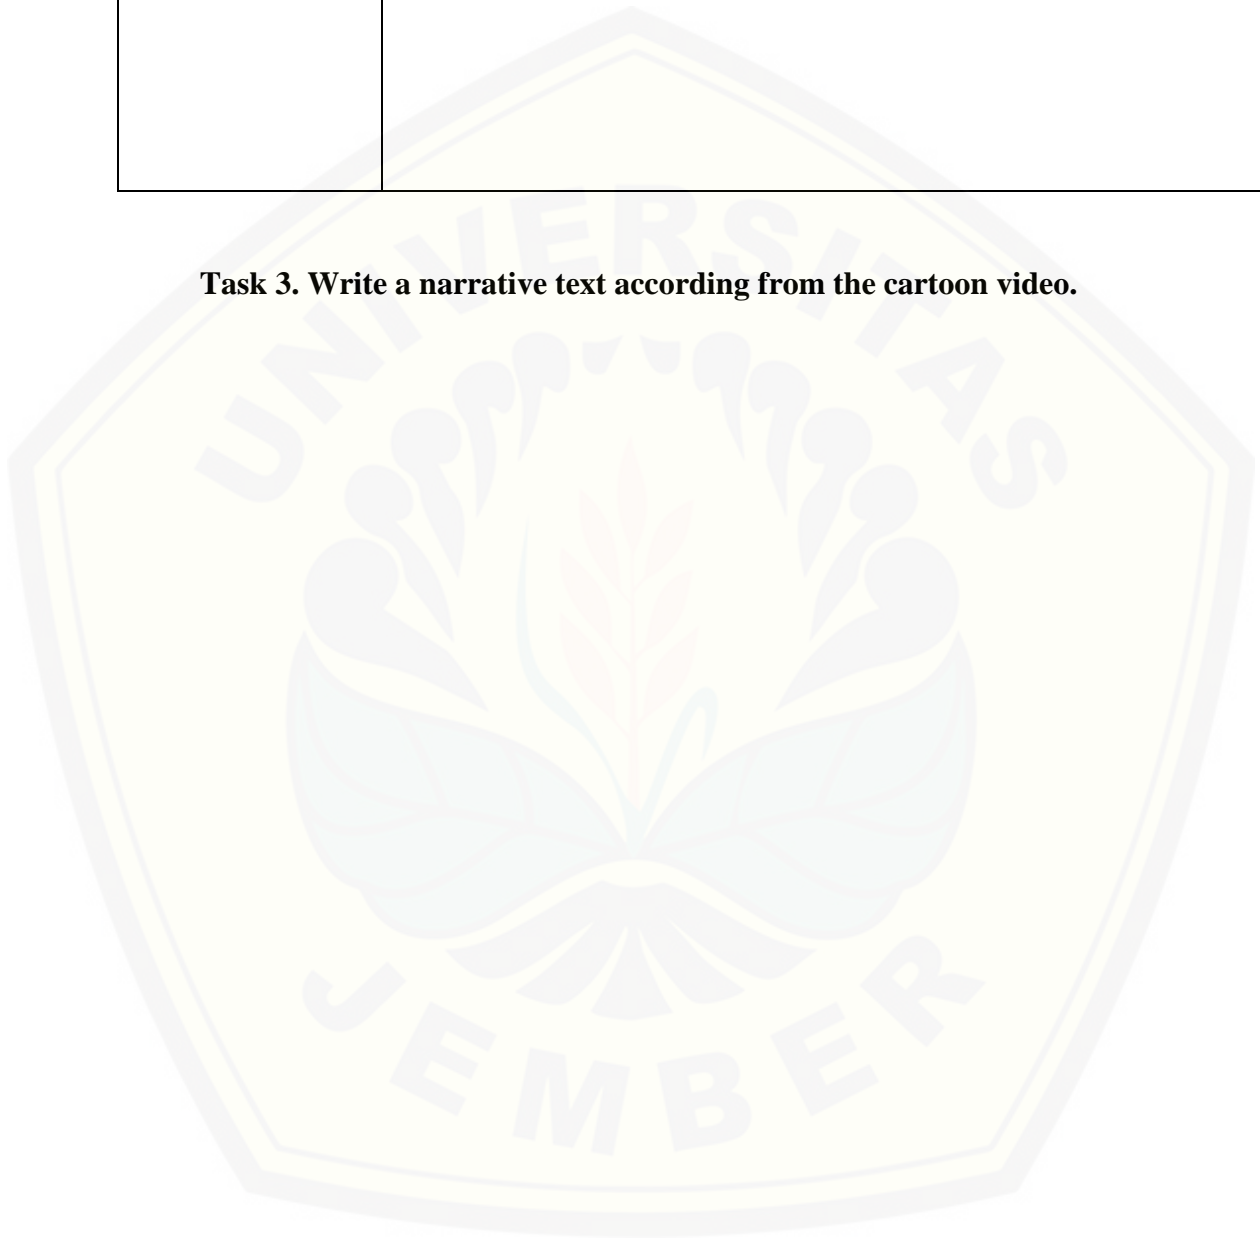 Task 3. Write a narrative text according from the cartoon video.
UNIVERSITAS
JEMBER